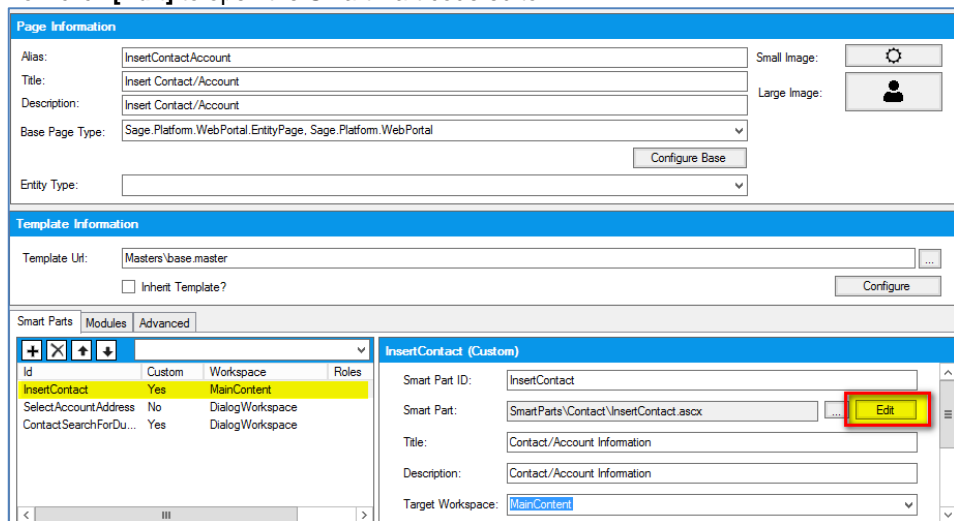 Page Information
Alias: InsertContactAccount Small Image:
Title: Insert Contact/Account
Large Image:
Description: Insert Contact/Account
Base Page Type: Sage.Platform.WebPortal.EntityPage, Sage.Platform.WebPortal
Configure Base
Entity Type:
Template Information
Template Url: Masters\base.master ...
Inherit Template? Configure
Smart Parts Modules Advanced
Id Custom Workspace Roles
InsertContact Yes MainContent
SelectAccountAddress No DialogWorkspace
ContactSearchForDu... Yes DialogWorkspace
InsertContact (Custom)
Smart Part ID: InsertContact
Smart Part: SmartParts\Contact\InsertContact.ascx ... Edit
Title: Contact/Account Information
Description: Contact/Account Information
Target Workspace: MainContent